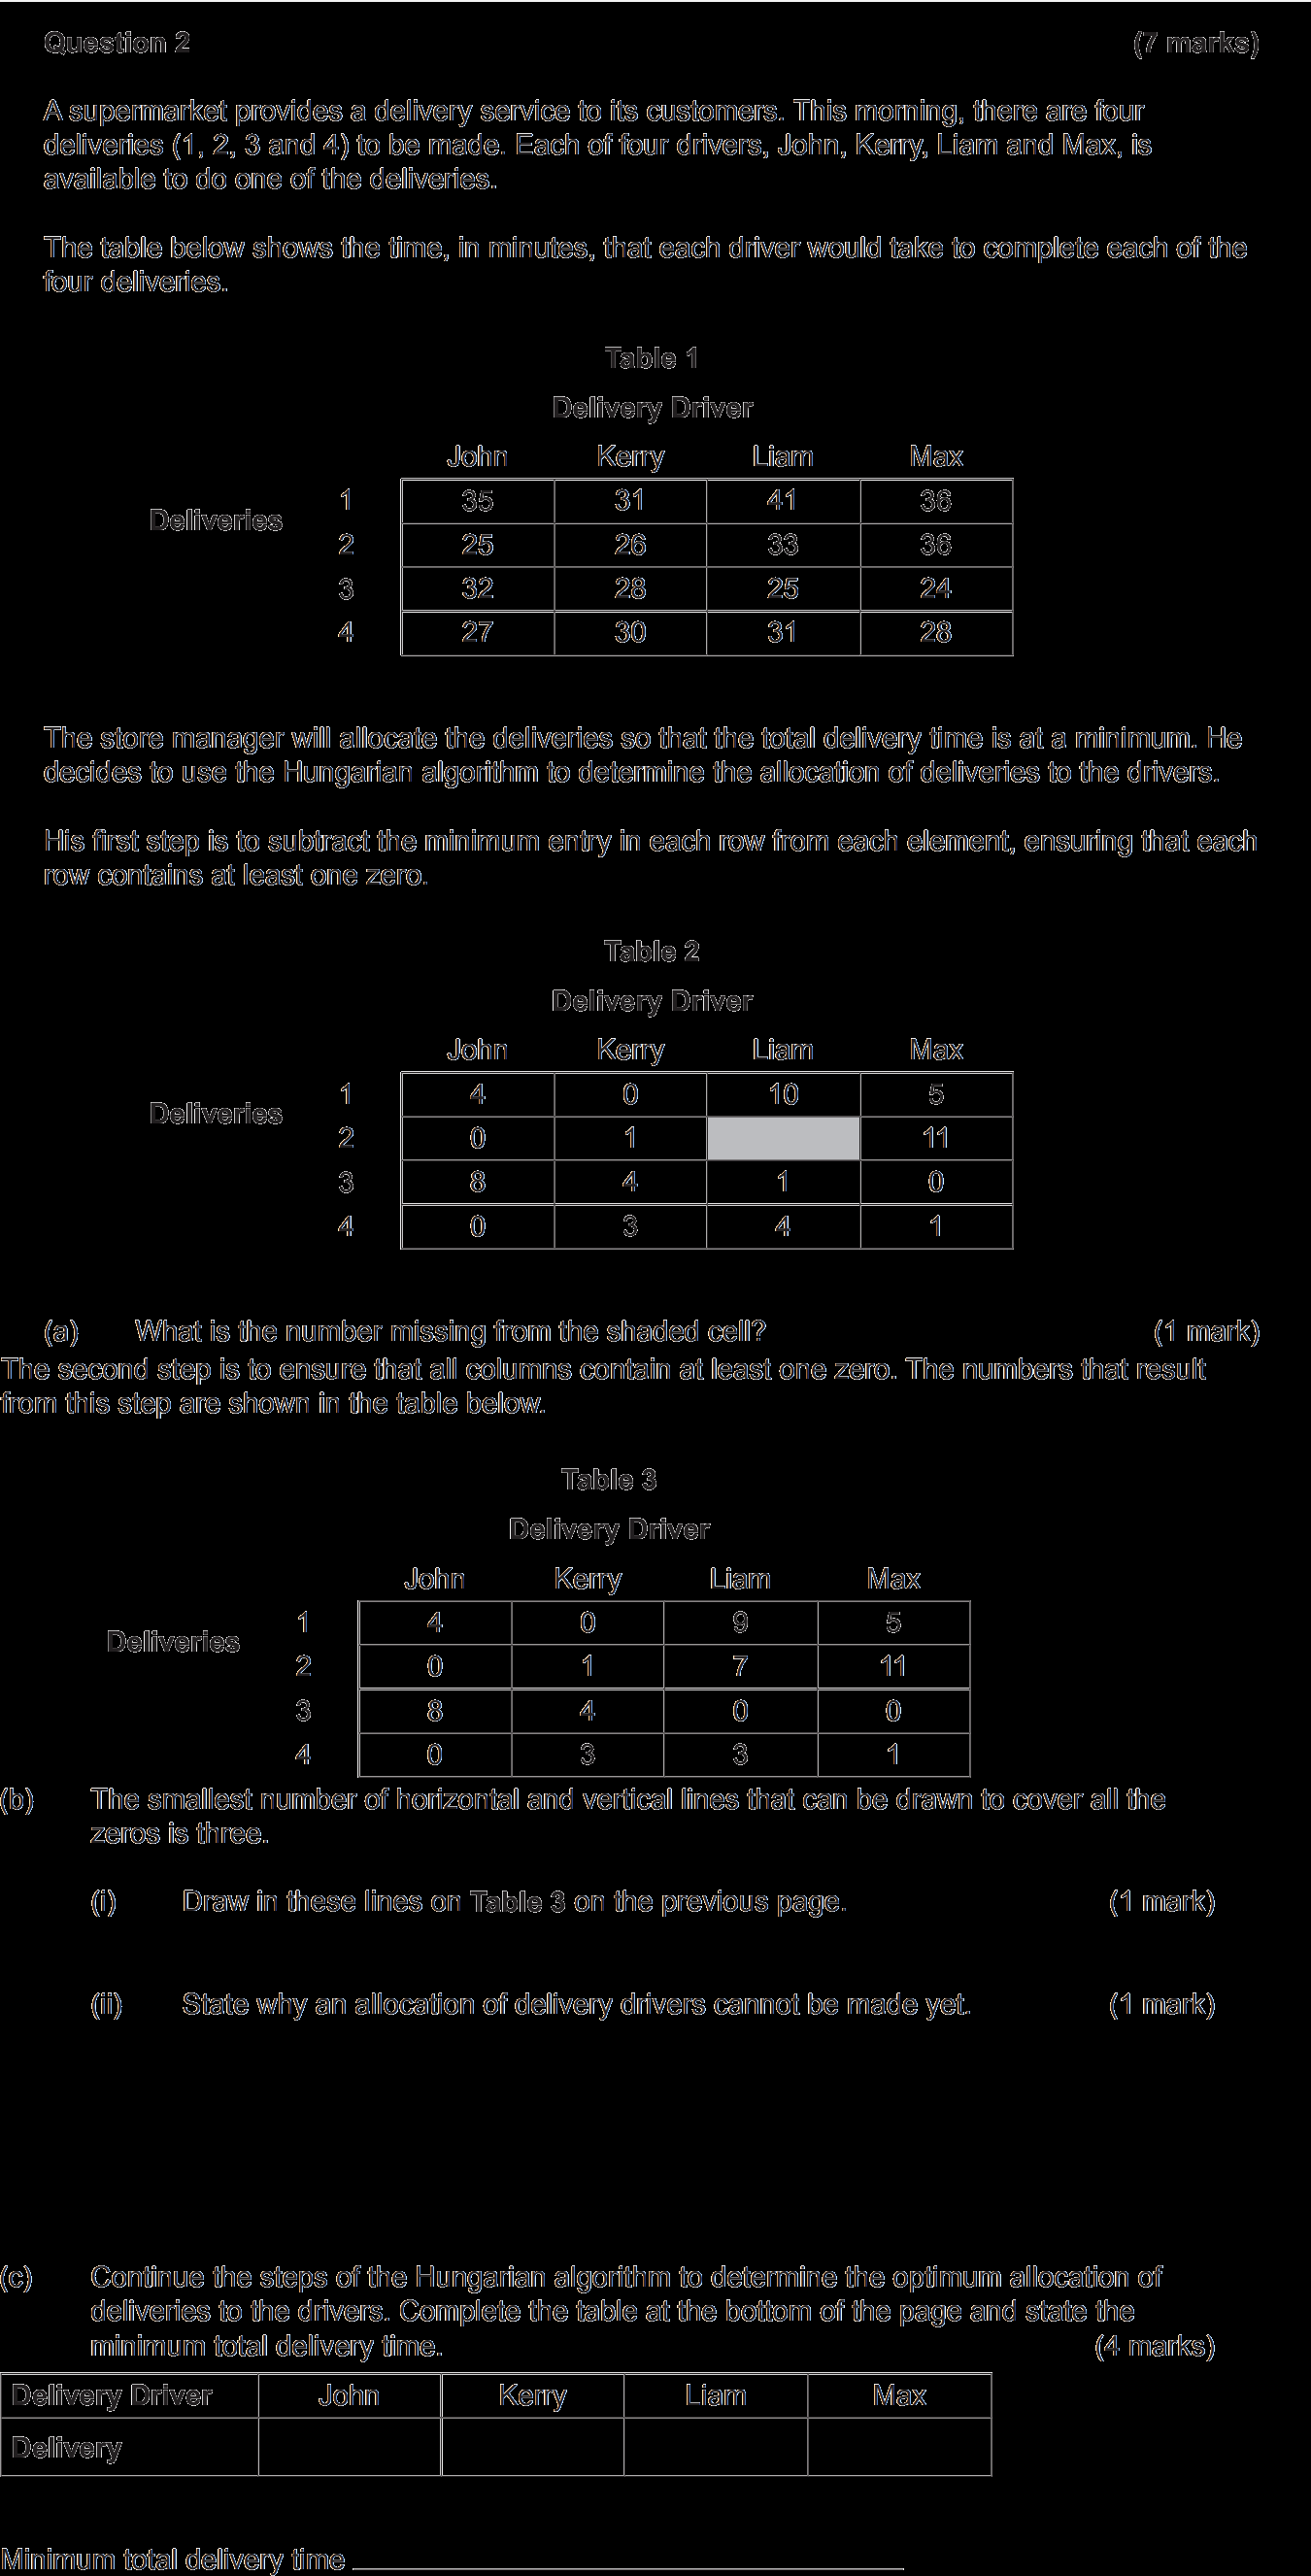 Question 2 (7 marks)
A supermarket provides a delivery service to its customers. This morning, there are four
deliveries (1, 2, 3 and 4) to be made. Each of four drivers, John, Kerry, Liam and Max, is
available to do one of the deliveries.
The table below shows the time, in minutes, that each driver would take to complete each of the
four deliveries.
Table 1
Delivery Driver
John Kerry Liam Max
Deliveries
1 35 31 41 36
2 25 26 33 36
3 32 28 25 24
4 27 30 31 28
The store manager will allocate the deliveries so that the total delivery time is at a minimum. He
decides to use the Hungarian algorithm to determine the allocation of deliveries to the drivers.
His first step is to subtract the minimum entry in each row from each element, ensuring that each
row contains at least one zero.
Table 2
Delivery Driver
John Kerry Liam Max
Deliveries
1 4 0 10 5
2 0 1 11
3 8 4 1 0
4 0 3 4 1
(a) What is the number missing from the shaded cell? (1 mark)
The second step is to ensure that all columns contain at least one zero. The numbers that result
from this step are shown in the table below.
Table 3
Delivery Driver
John Kerry Liam Max
Deliveries
1 4 0 9 5
2 0 1 7 11
3 8 4 0 0
4 0 3 3 1
(b) The smallest number of horizontal and vertical lines that can be drawn to cover all the
zeros is three.
(i) Draw in these lines on Table 3 on the previous page. (1 mark)
(ii) State why an allocation of delivery drivers cannot be made yet. (1 mark)
(c) Continue the steps of the Hungarian algorithm to determine the optimum allocation of
deliveries to the drivers. Complete the table at the bottom of the page and state the
minimum total delivery time. (4 marks)
Delivery Driver John Kerry Liam Max
Delivery
Minimum total delivery time